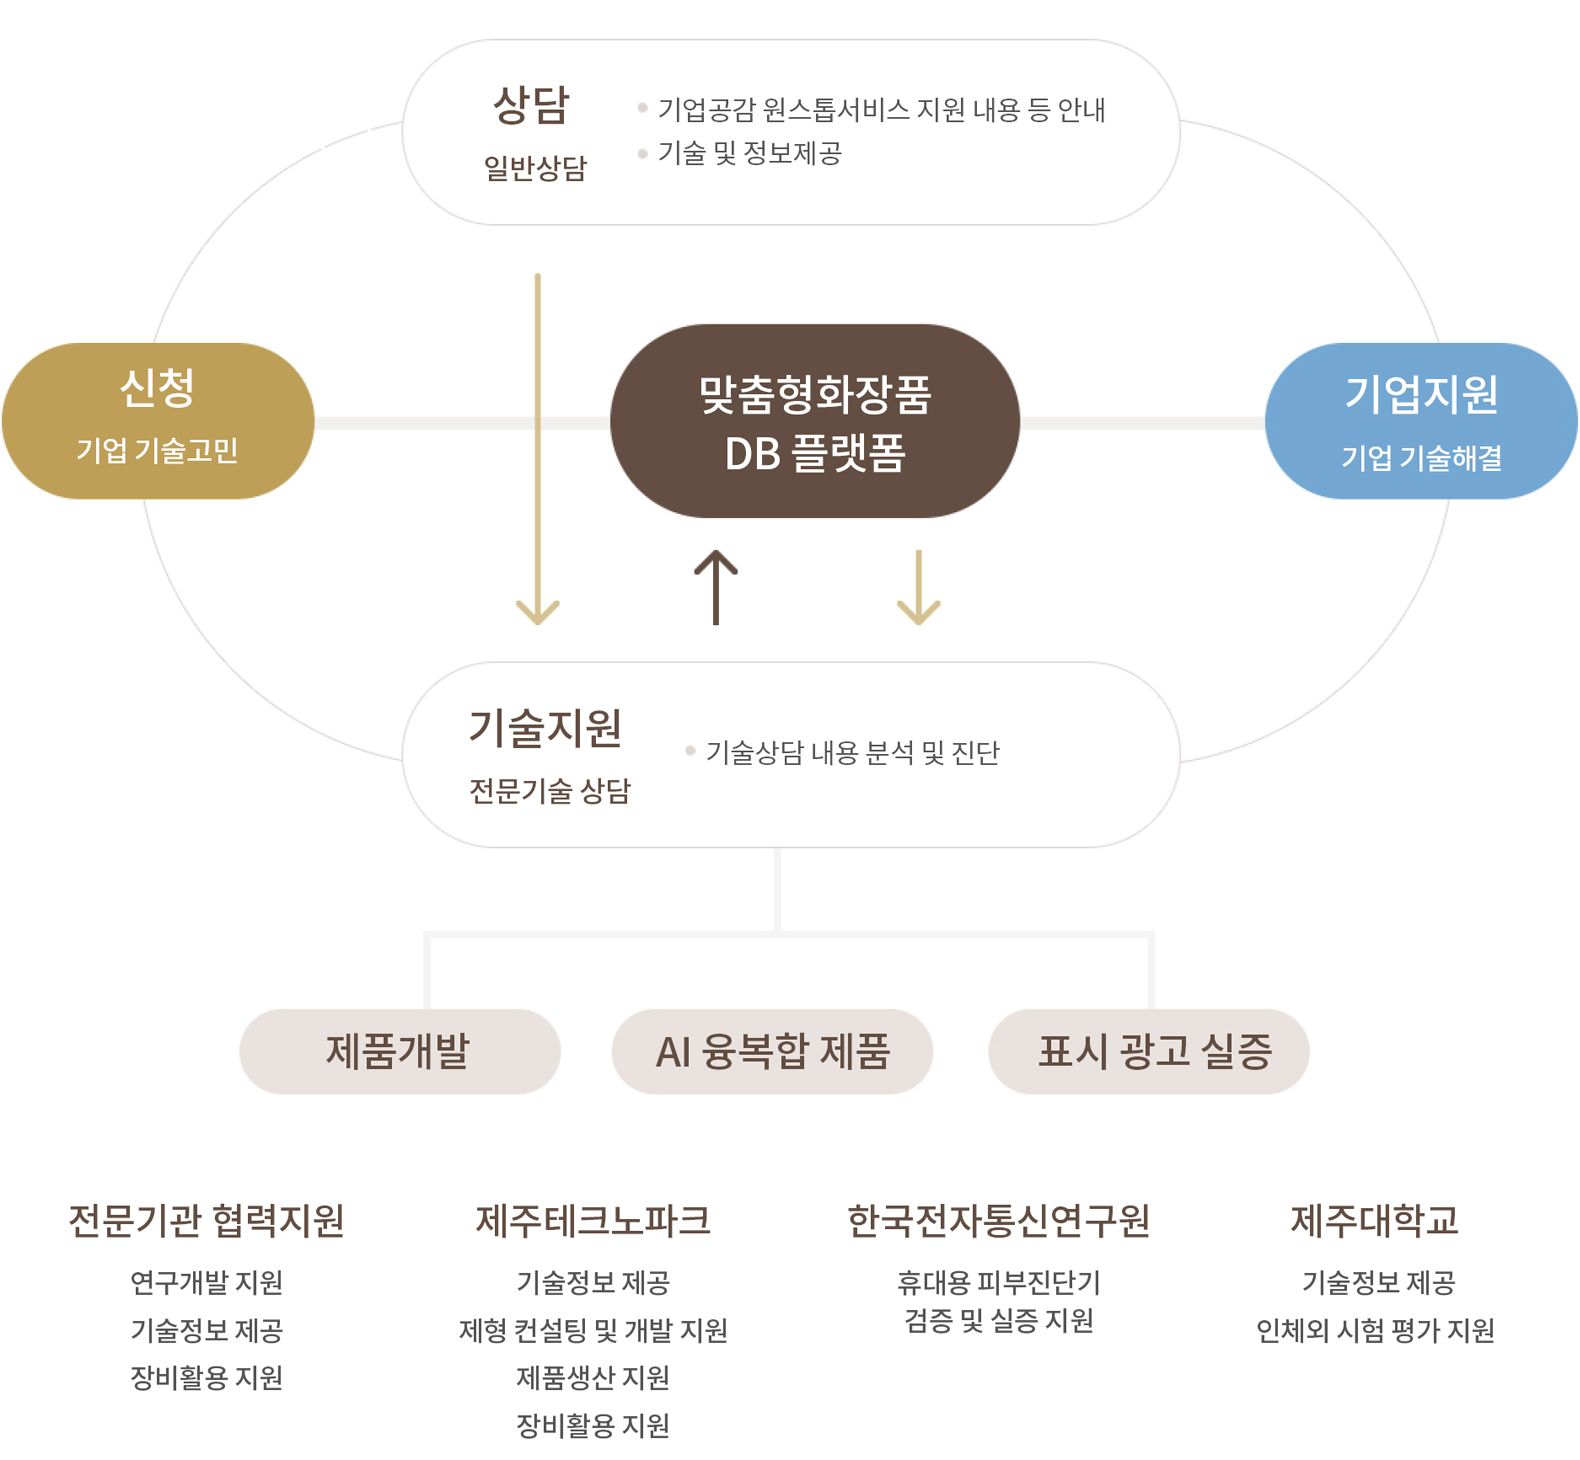 상담
일반상담
기업공감 원스톱서비스 지원 내용 등 안내
기술 및 정보제공
신청
기업 기술고민
맞춤형화장품
DB 플랫폼
기업지원
기업 기술해결
기술지원
전문기술 상담
기술상담 내용 분석 및 진단
제품개발
AI 융복합 제품
표시 광고 실증
전문기관 협력지원
연구개발 지원
기술정보 제공
장비활용 지원
제주테크노파크
기술정보 제공
제형 컨설팅 및 개발 지원
제품생산 지원
장비활용 지원
한국전자통신연구원
휴대용 피부진단기
검증 및 실증 지원
제주대학교
기술정보 제공
인체외 시험 평가 지원